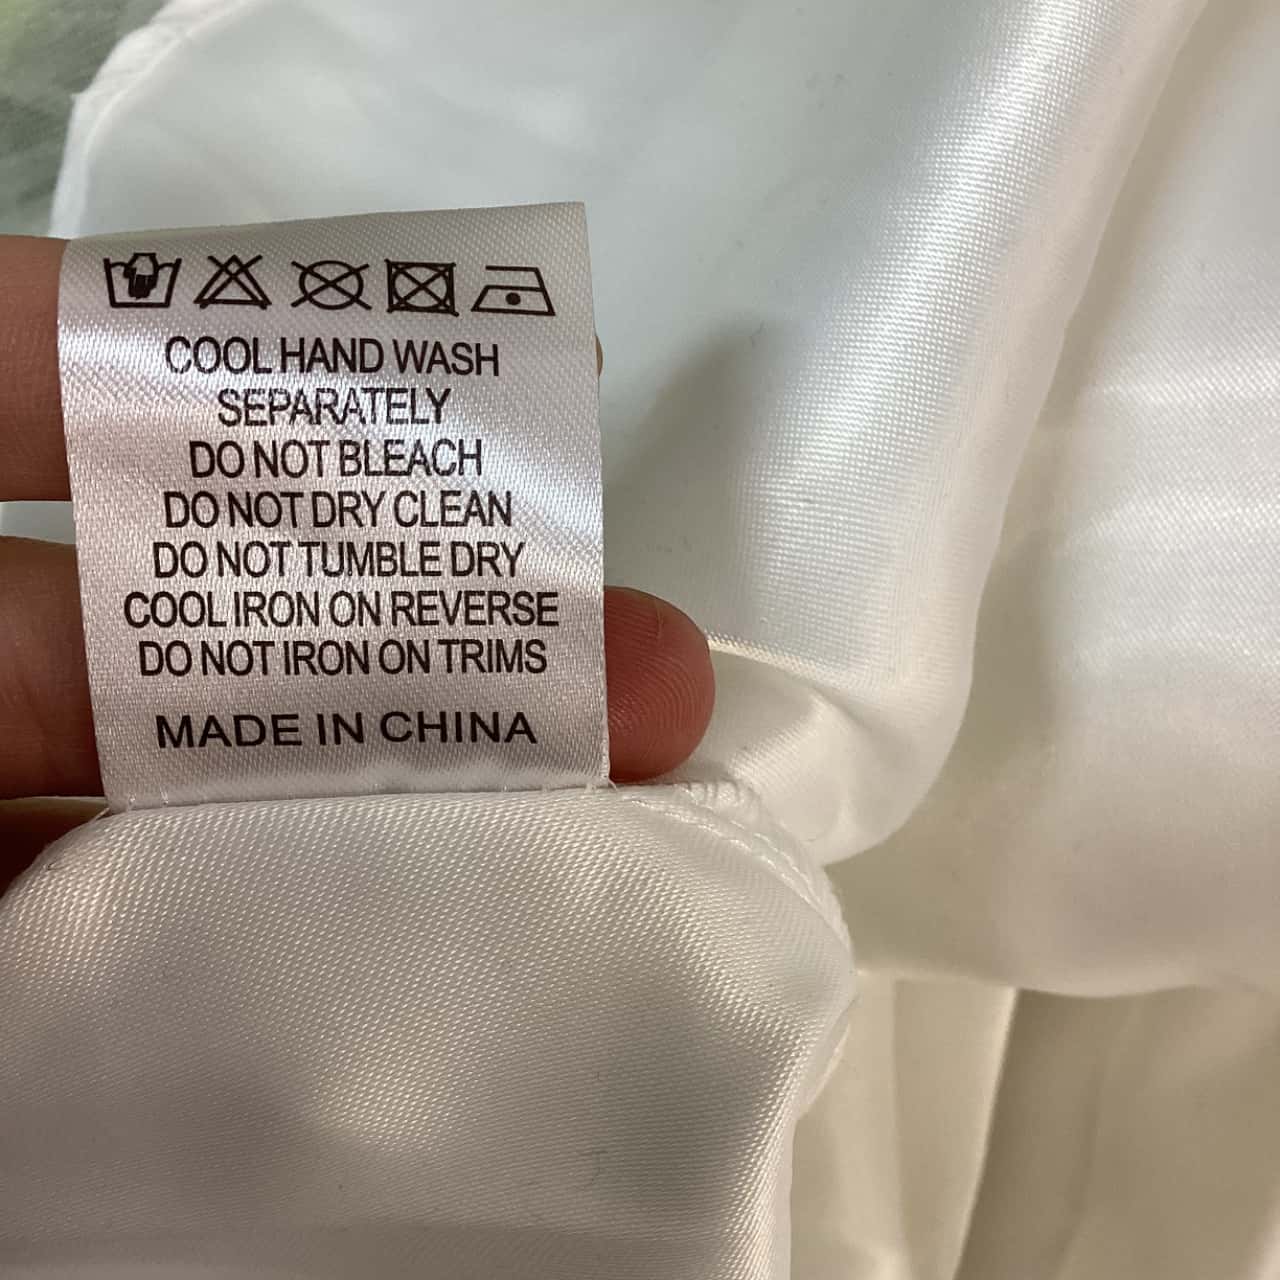 COOL HAND WASH
SEPARATELY
DO NOT BLEACH
DO NOT DRY CLEAN
DO NOT TUMBLE DRY
COOL IRON ON REVERSE
DO NOT IRON ON TRIMS
MADE IN CHINA